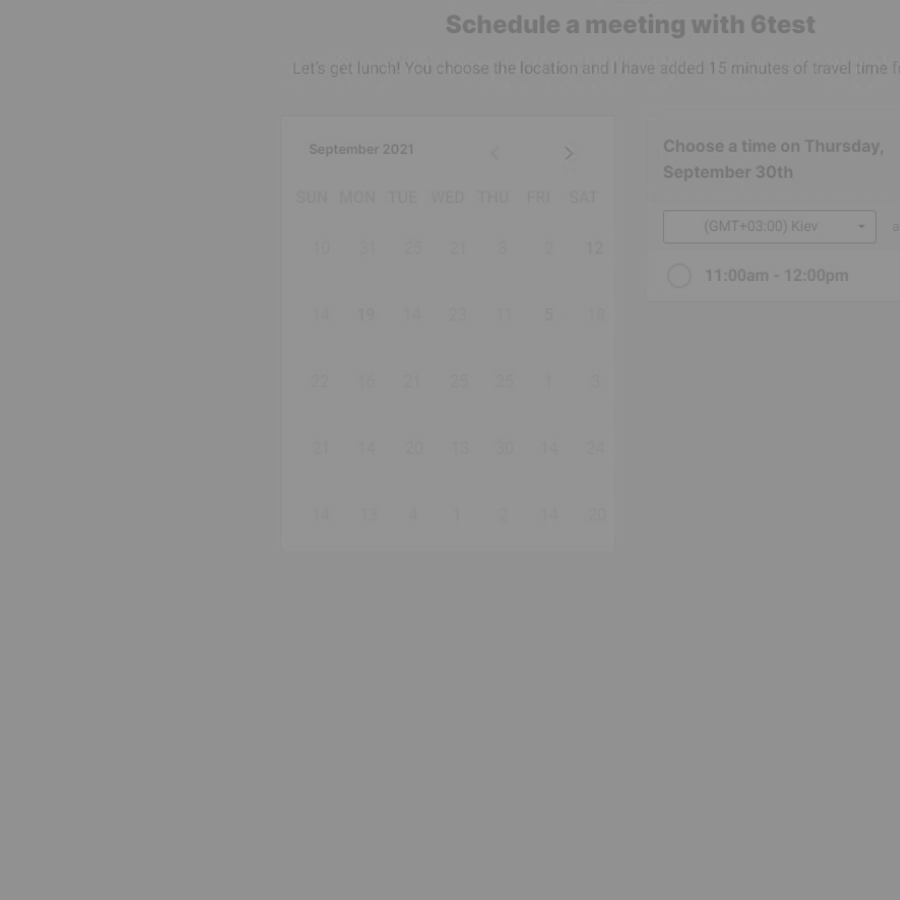 Schedule a meeting with 6test
Let's get lunch! You choose the location and I have added 15 minutes of travel time
September 2021
SUN MON TUE WED THU FRI SAT
10 31 25 21 8 2 12
14 19 14 23 11 5 18
22 16 21 25 25 1 3
21 14 20 15 30 14 24
14 13 4 1 2 14 20
Choose a time on Thursday,
September 30th
(GMT+03:00) Kiev
11:00am - 12:00pm